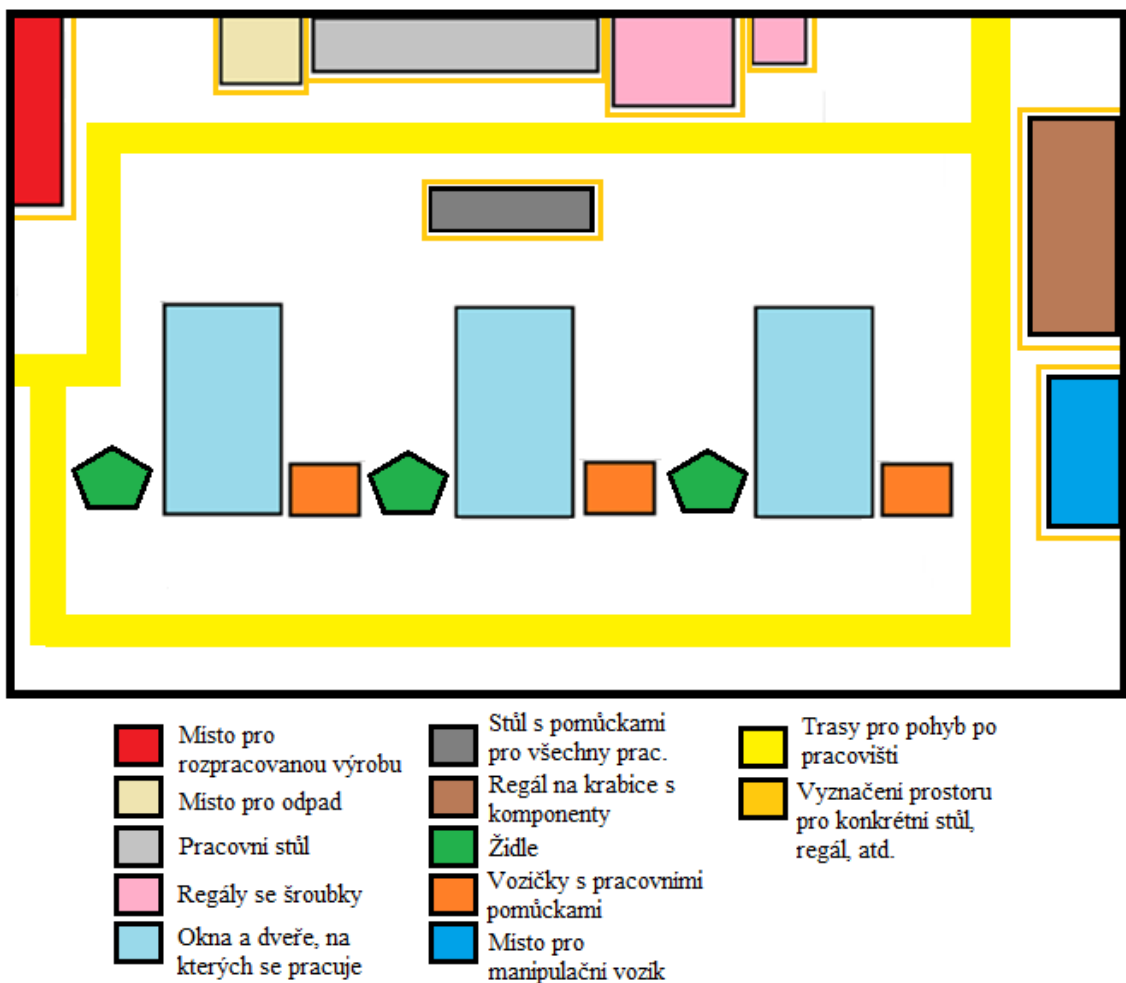 Místo pro
rozpracovanou výrobu
Místo pro odpad
Pracovní stůl
Regály se šroubky
Okna a dveře, na
kterých se pracuje
Stůl s pomůckami
pro všechny prac.
Regál na krabice s
komponenty
Židle
Vozíčky s pracovními
pomůckami
Místo pro
manipulační vozík
Trasy pro pohyb po
pracovišti
Vyznačení prostoru
pro konkrétní stůl,
regál, atd.